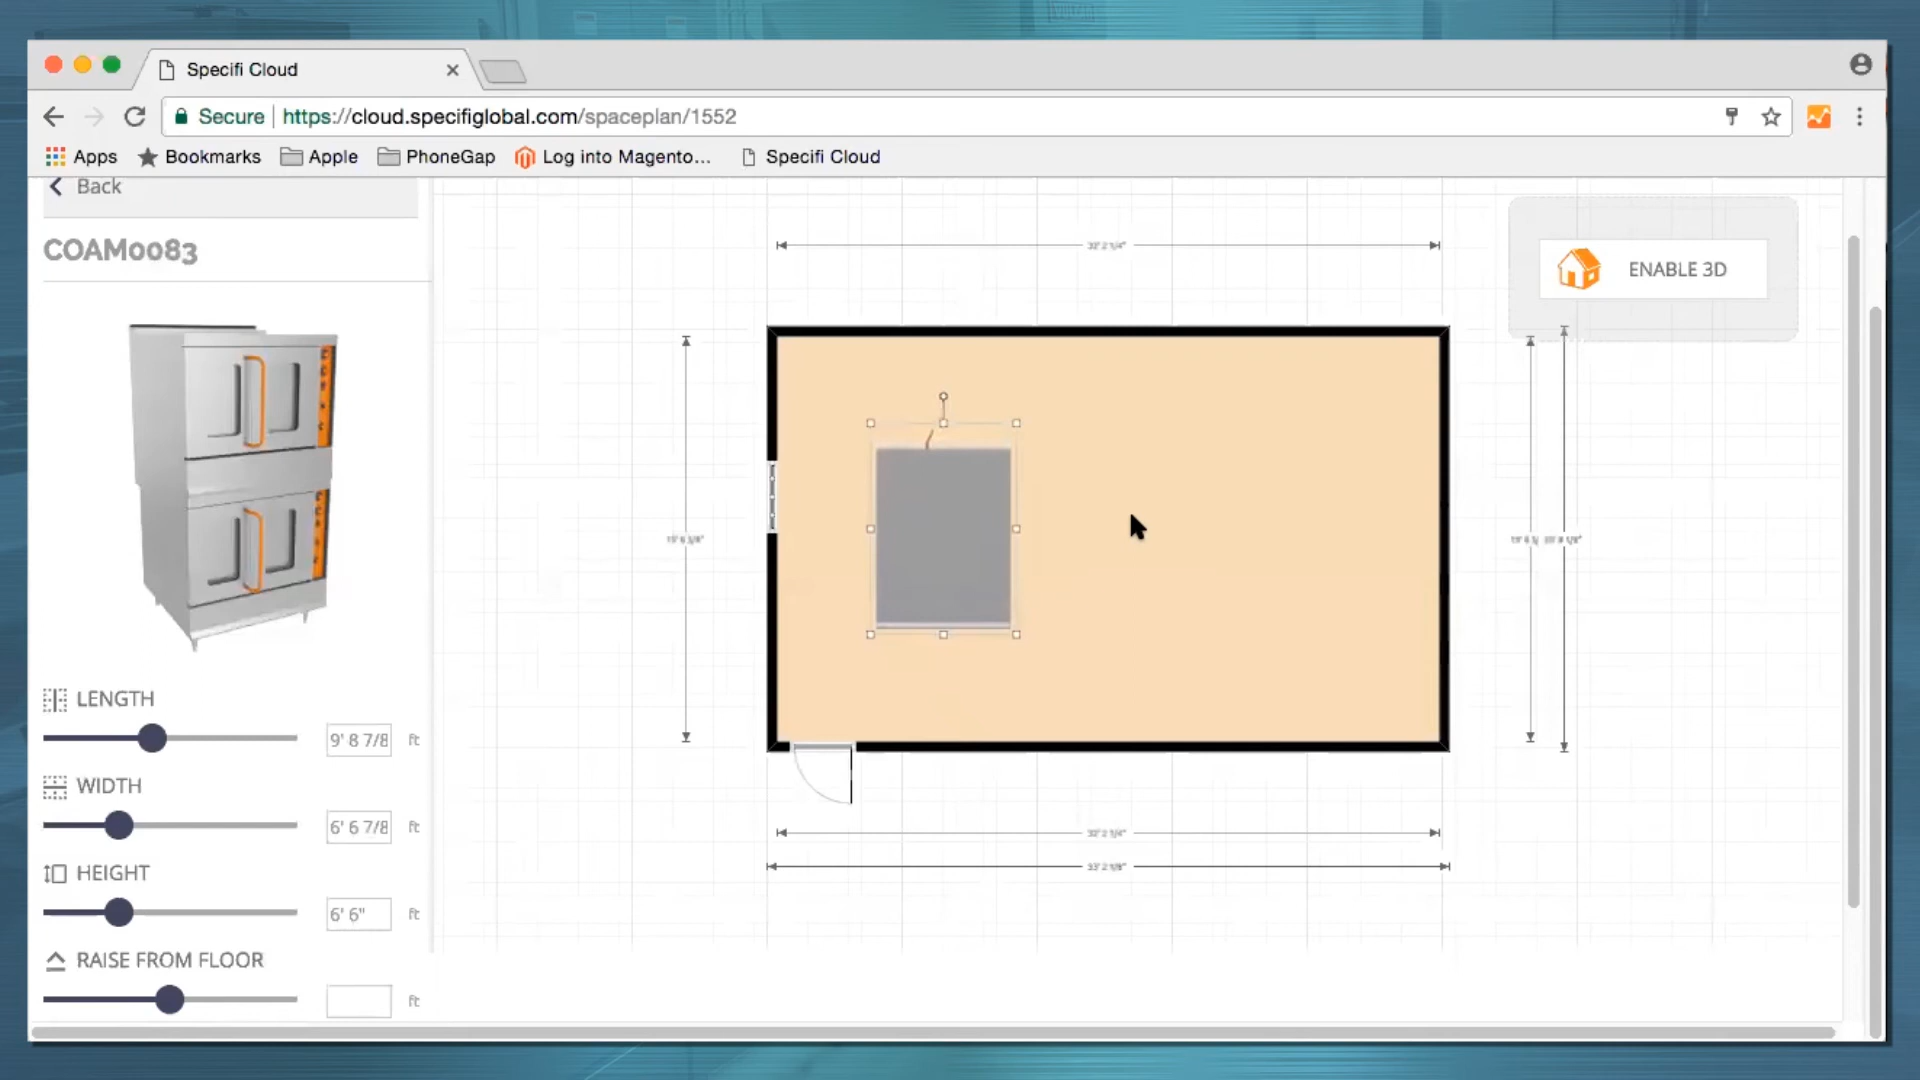 Specifi Cloud
Secure https://cloud.specifiglobal.com/spaceplan/1552
Apps Bookmarks Apple PhoneGap Log into Magento... Specifi Cloud
Back
COAM0083
ENABLE 3D
LENGTH
9' 8 7/8 ft
WIDTH
6' 6 7/8 ft
HEIGHT
6' 6" ft
RAISE FROM FLOOR
ft